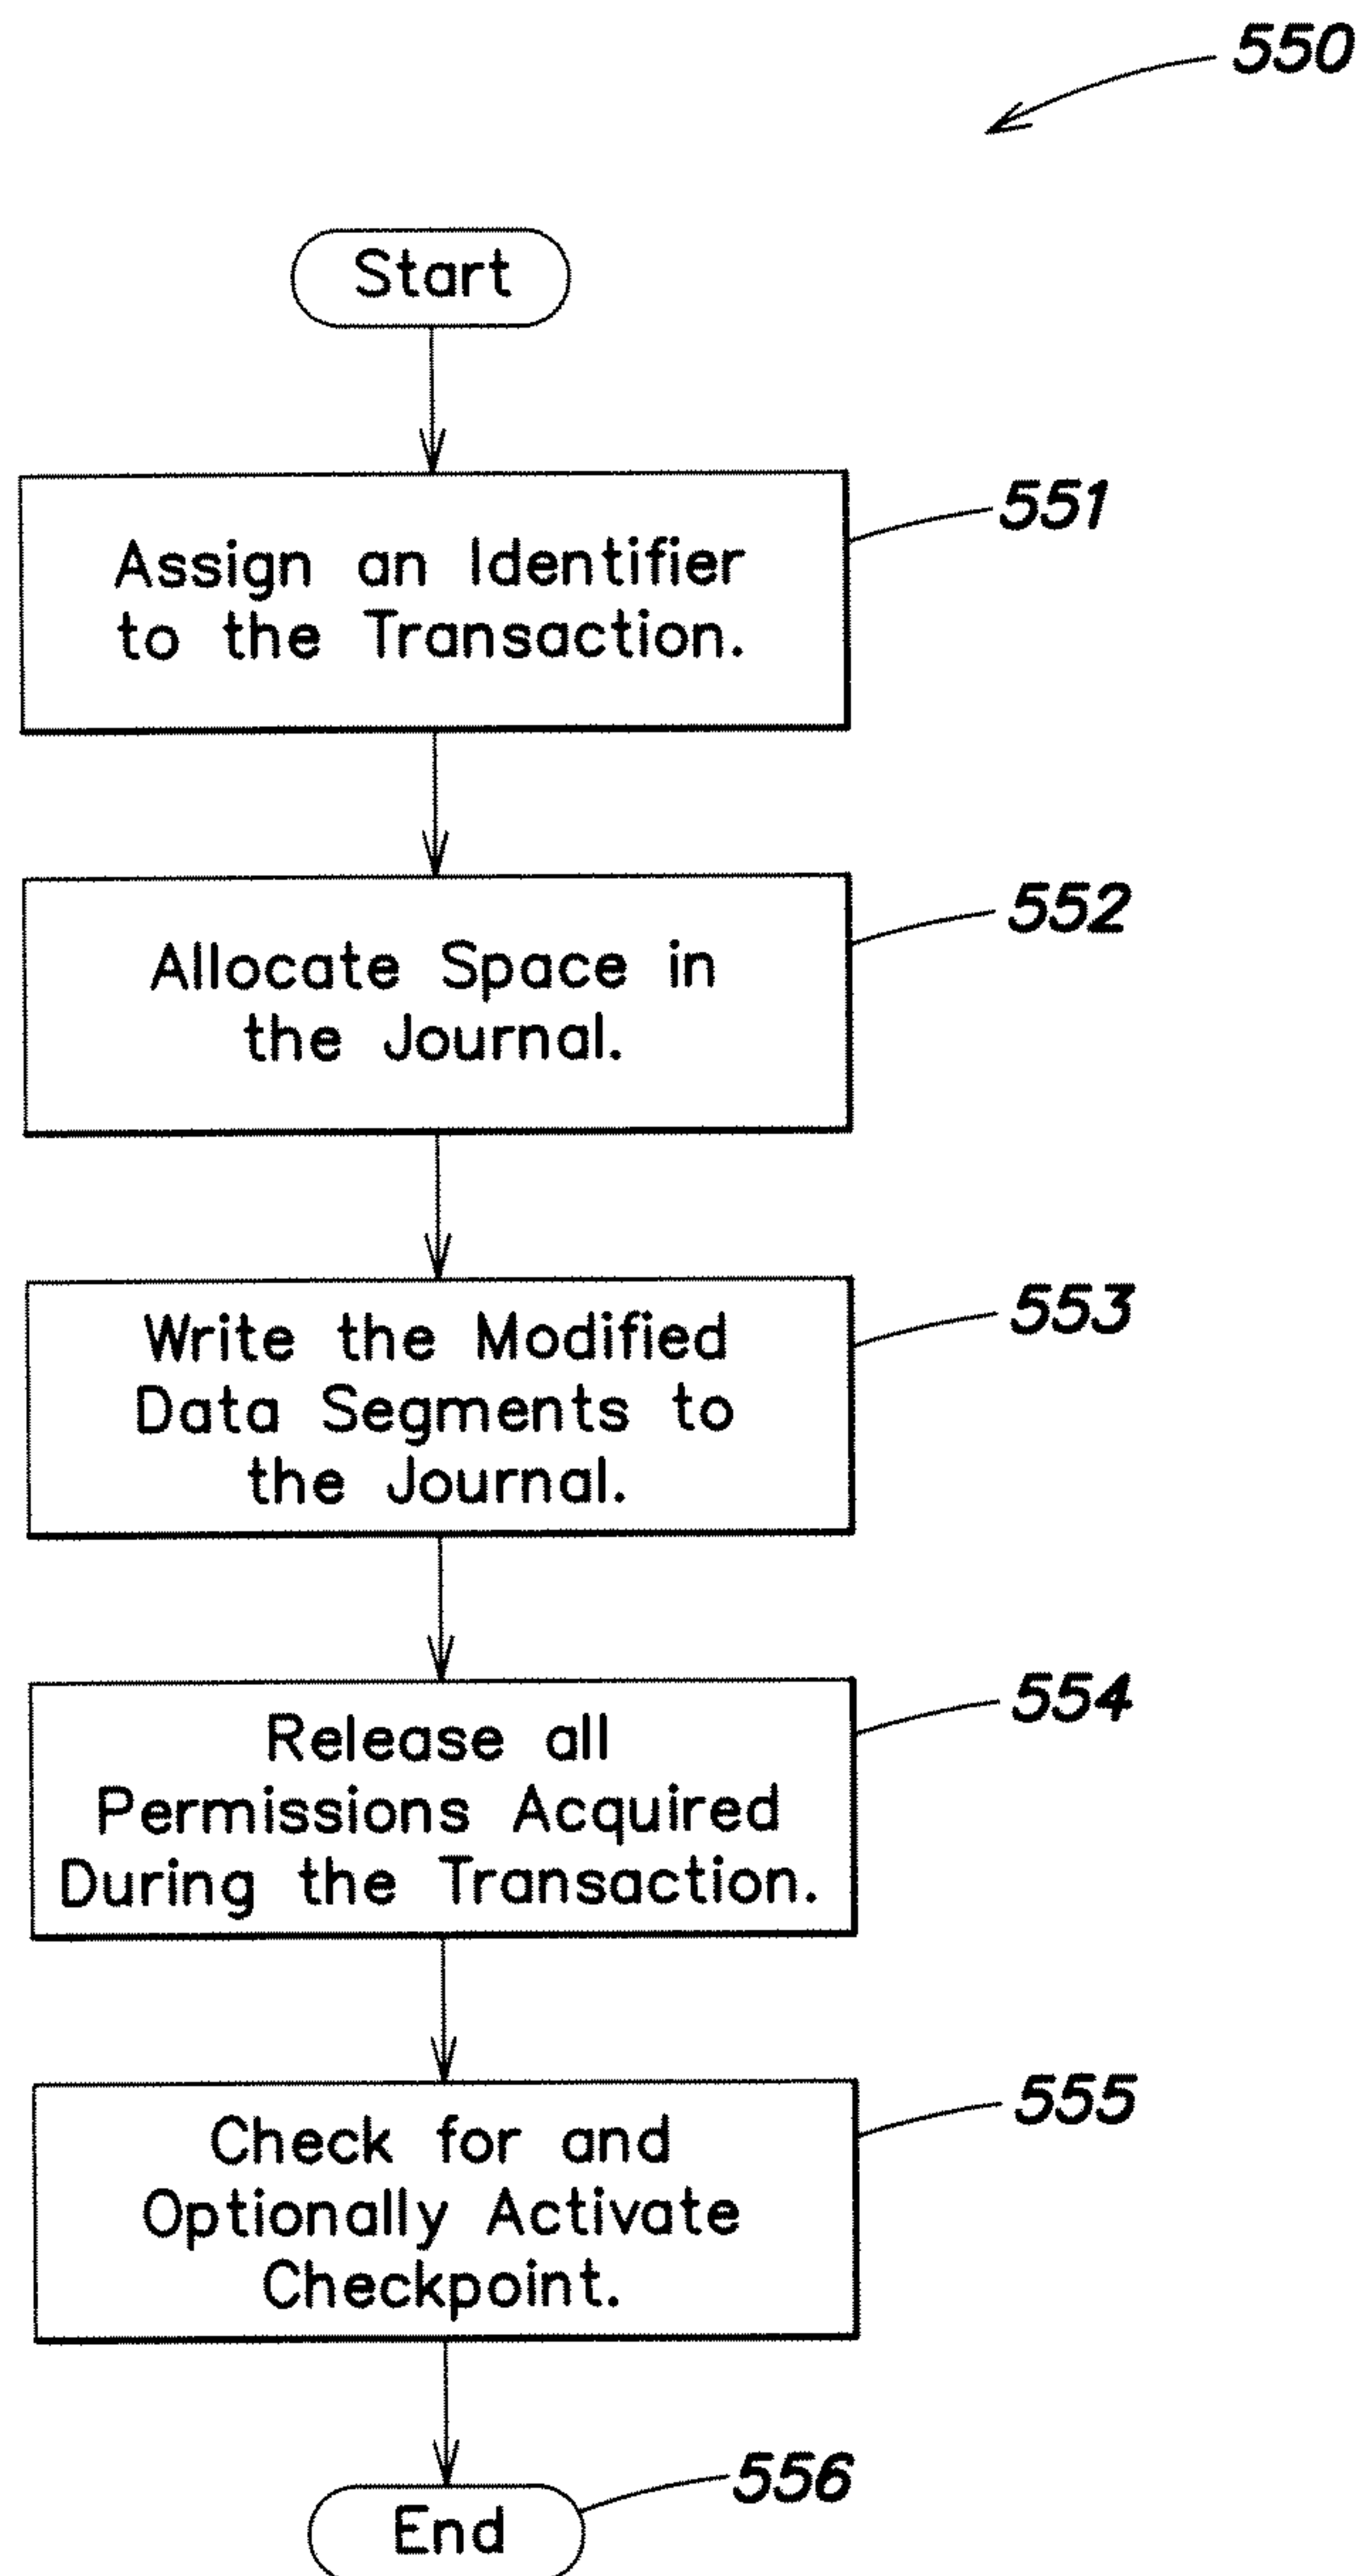 550
Start
551
Assign an Identifier
to the Transaction.
552
Allocate Space in
the Journal.
553
Write the Modified
Data Segments to
the Journal.
554
Release all
Permissions Acquired
During the Transaction.
555
Check for and
Optionally Activate
Checkpoint.
556
End